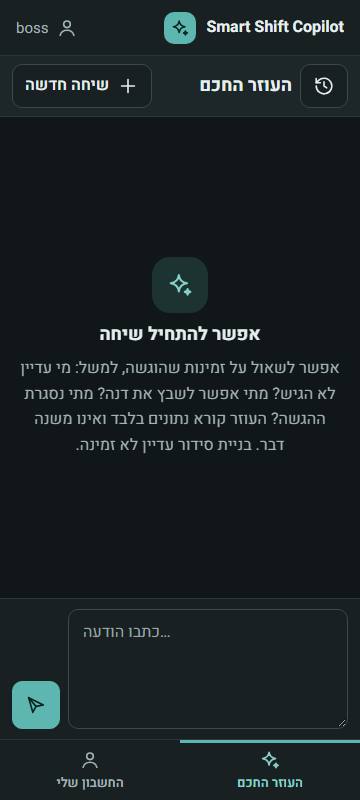 Smart Shift Copilot
boss
העוזר החכם
שיחה חדשה
אפשר להתחיל שיחה
אפשר לשאול על זמינות שהוגשה, למשל: מי עדיין
לא הגיש? מתי אפשר לשבץ את דנה? מתי נסגרת
ההגשה? העוזר קורא נתונים בלבד ואינו משנה
דבר. בניית סידור עדיין לא זמינה.
כתבו הודעה...
העוזר החכם
החשבון שלי